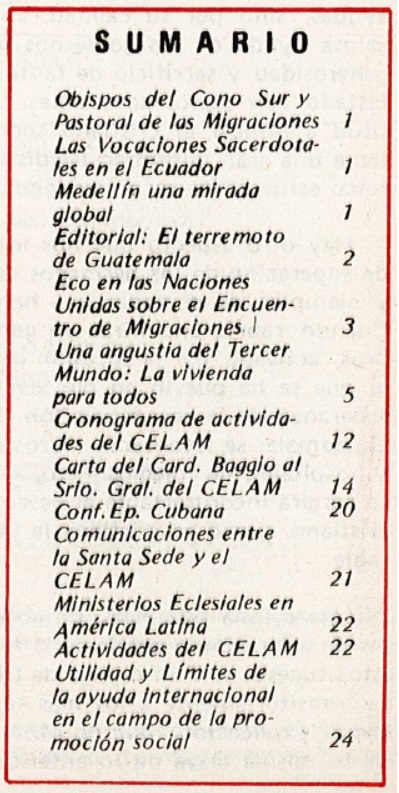 SUMARIO
Obispos del Cono Sur y
Pastoral de las Migraciones 1
Las Vocaciones Sacerdota-
les en el Ecuador 1
Medellín una mirada
global 1
Editorial: El terremoto
de Guatemala 2
Eco en las Naciones
Unidas sobre el Encuen-
tro de Migraciones 3
Una angustia del Tercer
Mundo: La vivienda
para todos 5
Cronograma de activida-
des del CELAM 12
Carta del Card. Baggio al
Srio. Gral. del CELAM 14
Conf. Ep. Cubana 20
Comunicaciones entre
la Santa Sede y el
CELAM 21
Ministerios Eclesiales en
América Latina 22
Actividades del CELAM 22
Utilidad y Límites de
la ayuda internacional
en el campo de la pro-
moción social 24